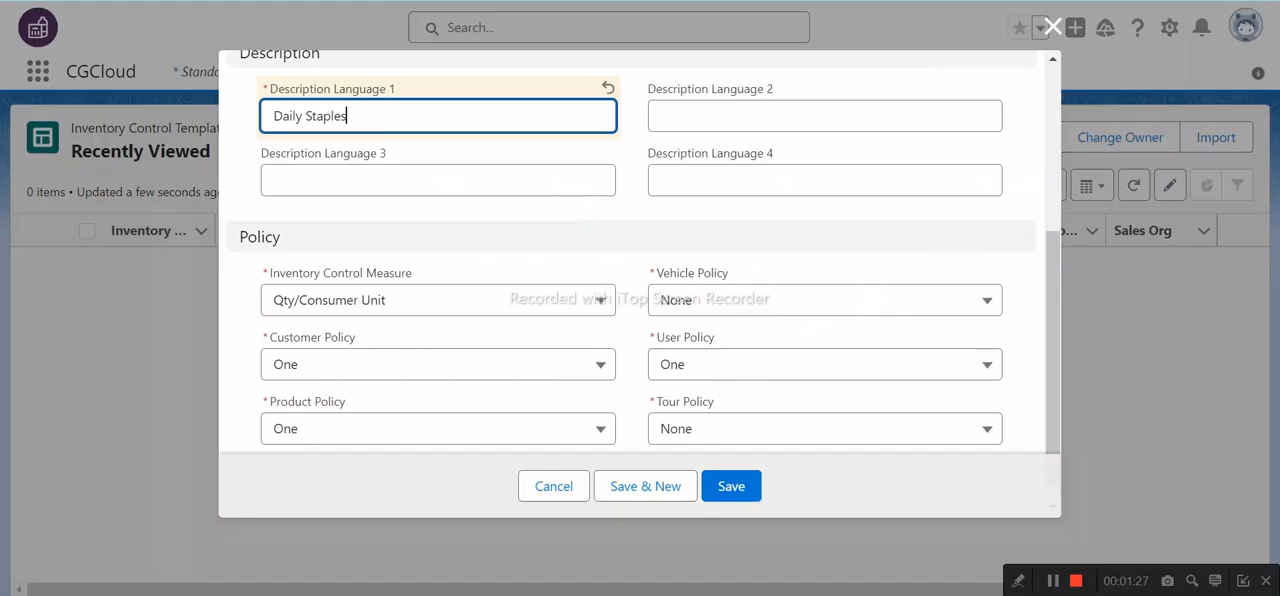 Search...
CGCloud
* Standa
Inventory Control Templat
Recently Viewed
Change Owner
Import
0 items • Updated a few seconds ag
Inventory ...
o...
Sales Org
Description
* Description Language 1
Description Language 2
Daily Staples
Description Language 3
Description Language 4
Policy
* Inventory Control Measure
* Vehicle Policy
Qty/Consumer Unit
None
Recorded with iTop Screen Recorder
* Customer Policy
* User Policy
One
One
* Product Policy
* Tour Policy
One
None
Cancel
Save & New
Save
00:01:27